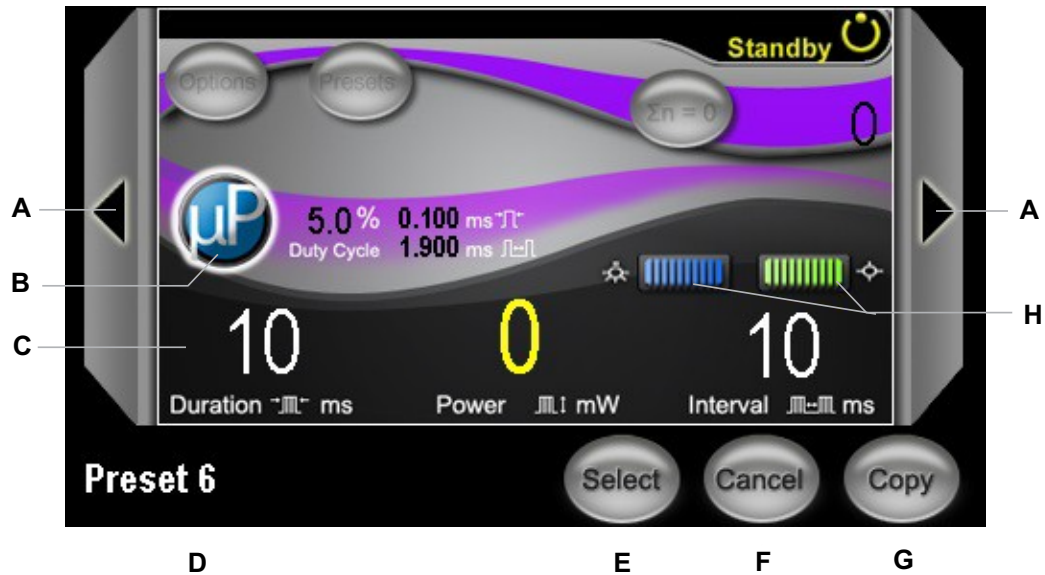 Standby
Options Presets Σn = 0 0
A A
µP 5.0 % 0.100 ms
Duty Cycle 1.900 ms
B
H
C 10 0 10
Duration ms Power mW Interval ms
Preset 6 Select Cancel Copy
D E F G